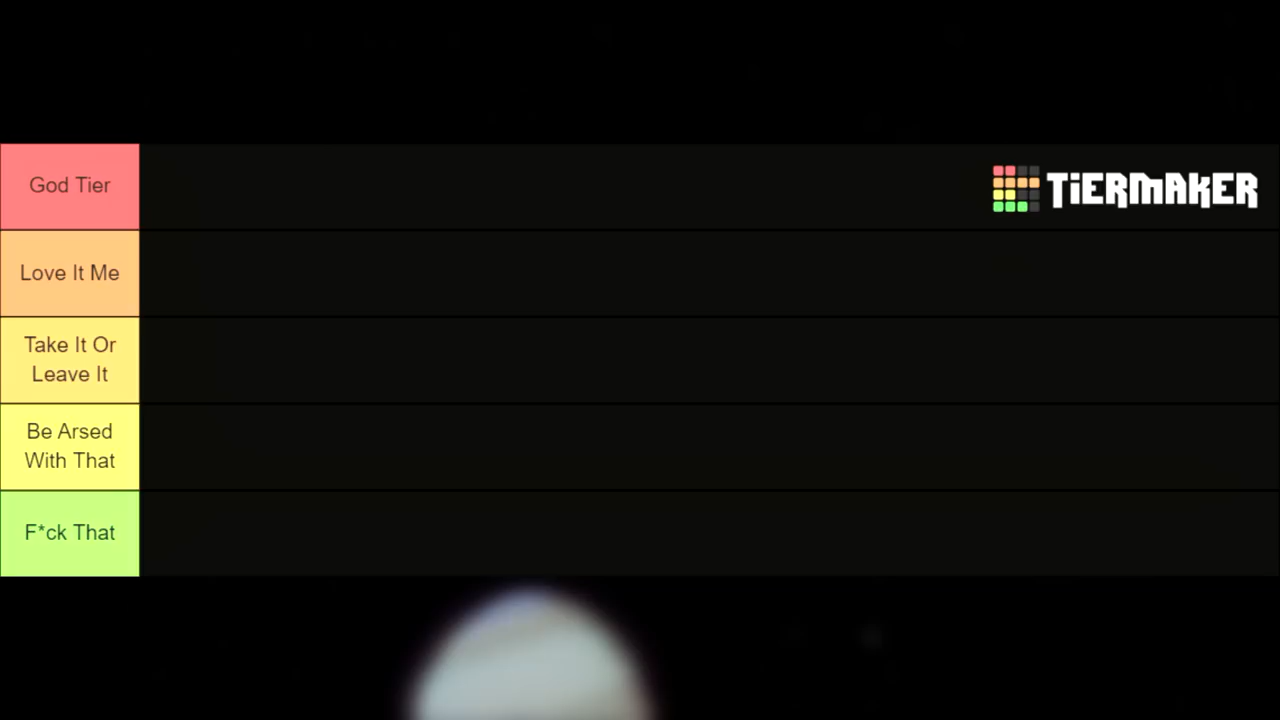 God Tier
TiERMAKER
Love It Me
Take It Or
Leave It
Be Arsed
With That
F*ck That